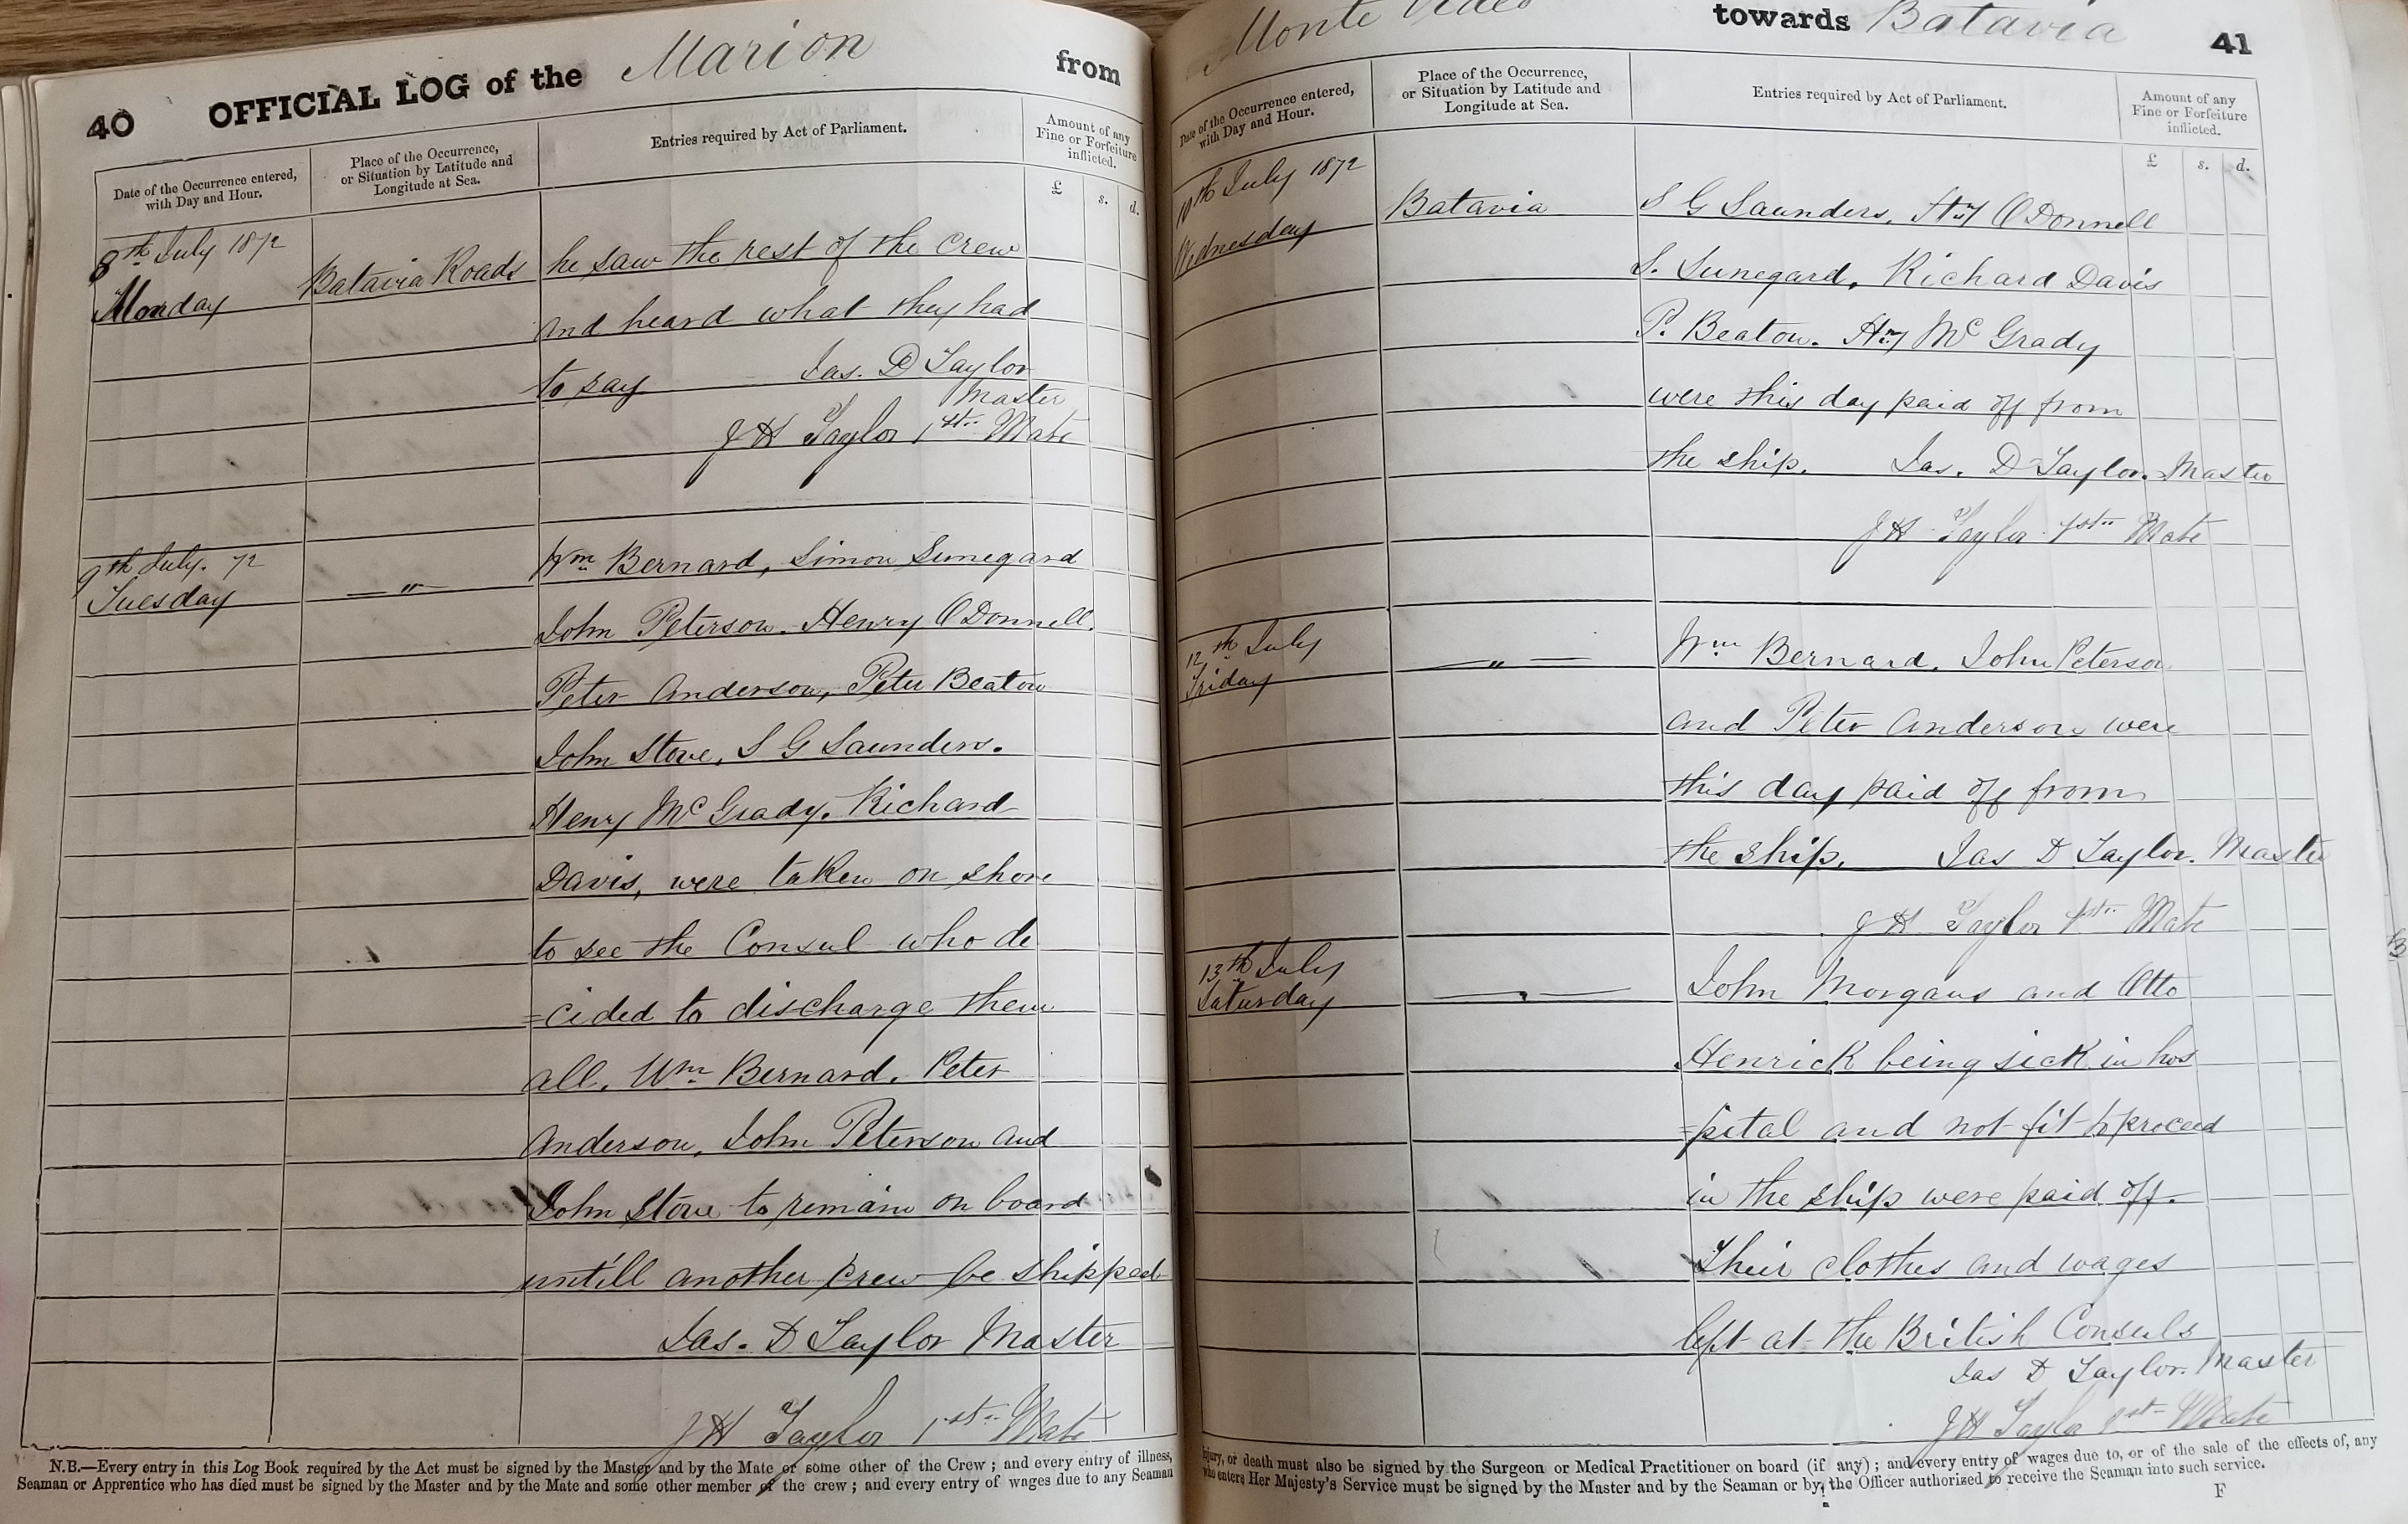 40 OFFICIAL LOG of the Marion from
Date of the Occurrence entered, with Day and Hour.
Place of the Occurrence, or Situation by Latitude and Longitude at Sea.
Entries required by Act of Parliament.
Amount of any Fine or Forfeiture inflicted.
£ s. d.
8th July 1872
Monday
Batavia Roads
he saw the rest of the crew
and heard what they had
to say Jas. D Taylor
Master
J H Taylor 1st Mate
9th July. 72
Tuesday
— " —
Wm Bernard, Simon Sunegard
John Peterson. Henry O'Donnell.
Peter Anderson, Peter Beaton
John Stove, S G Saunders.
Henry McGrady. Richard
Davis, were taken on shore
to see the Consul who de
=cided to discharge them
all, Wm Bernard. Peter
Anderson, John Peterson and
John Stove to remain on board
untill another crew be shipped
Jas. D Taylor Master
J H Taylor 1st Mate
N.B.—Every entry in this Log Book required by the Act must be signed by the Master and by the Mate or some other of the Crew; and every entry of illness,
Seaman or Apprentice who has died must be signed by the Master and by the Mate and some other member of the crew; and every entry of wages due to any Seaman
Monte Video towards Batavia 41
Date of the Occurrence entered, with Day and Hour.
Place of the Occurrence, or Situation by Latitude and Longitude at Sea.
Entries required by Act of Parliament.
Amount of any Fine or Forfeiture inflicted.
£ s. d.
10th July 1872
Wednesday
Batavia
S G Saunders, Hy O'Donnell
S. Sunegard, Richard Davis
P. Beaton. Hy McGrady
were this day paid off from
the ship. Jas. D Taylor. Master
J H Taylor 1st Mate
12th July
Friday
— " —
Wm Bernard. John Peterson
and Peter Anderson were
this day paid off from
the ship. Jas D Taylor. Master
J H Taylor 1st Mate
13th July
Saturday
John Morgans and Otto
Henrick being sick in hos
=pital and not fit to proceed
in the ship were paid off.
Their clothes and wages
left at the British Consuls
Jas D Taylor. Master
J H Taylor 1st Mate
injury, or death must also be signed by the Surgeon or Medical Practitioner on board (if any); and every entry of wages due to, or of the sale of the effects of, any
who enters Her Majesty's Service must be signed by the Master and by the Seaman or by the Officer authorized to receive the Seaman into such service.
F